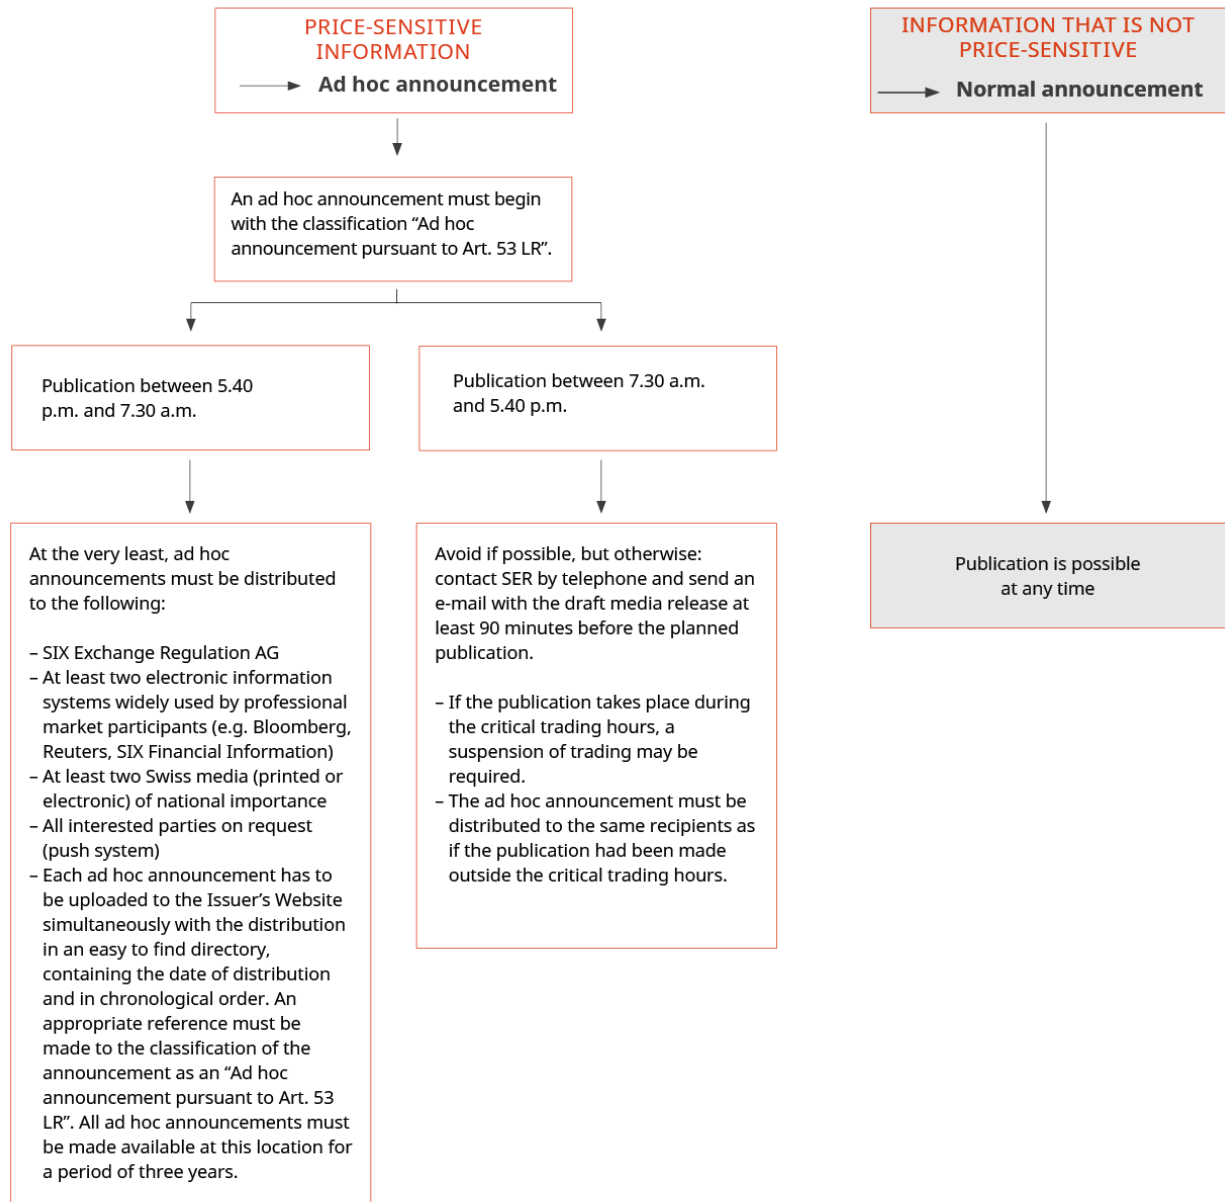 PRICE-SENSITIVE
INFORMATION
Ad hoc announcement
INFORMATION THAT IS NOT
PRICE-SENSITIVE
Normal announcement
An ad hoc announcement must begin
with the classification “Ad hoc
announcement pursuant to Art. 53 LR”.
Publication between 5.40
p.m. and 7.30 a.m.
Publication between 7.30 a.m.
and 5.40 p.m.
At the very least, ad hoc
announcements must be distributed
to the following:
– SIX Exchange Regulation AG
– At least two electronic information
systems widely used by professional
market participants (e.g. Bloomberg,
Reuters, SIX Financial Information)
– At least two Swiss media (printed or
electronic) of national importance
– All interested parties on request
(push system)
– Each ad hoc announcement has to
be uploaded to the Issuer’s Website
simultaneously with the distribution
in an easy to find directory,
containing the date of distribution
and in chronological order. An
appropriate reference must be
made to the classification of the
announcement as an “Ad hoc
announcement pursuant to Art. 53
LR”. All ad hoc announcements must
be made available at this location for
a period of three years.
Avoid if possible, but otherwise:
contact SER by telephone and send an
e-mail with the draft media release at
least 90 minutes before the planned
publication.
– If the publication takes place during
the critical trading hours, a
suspension of trading may be
required.
– The ad hoc announcement must be
distributed to the same recipients as
if the publication had been made
outside the critical trading hours.
Publication is possible
at any time